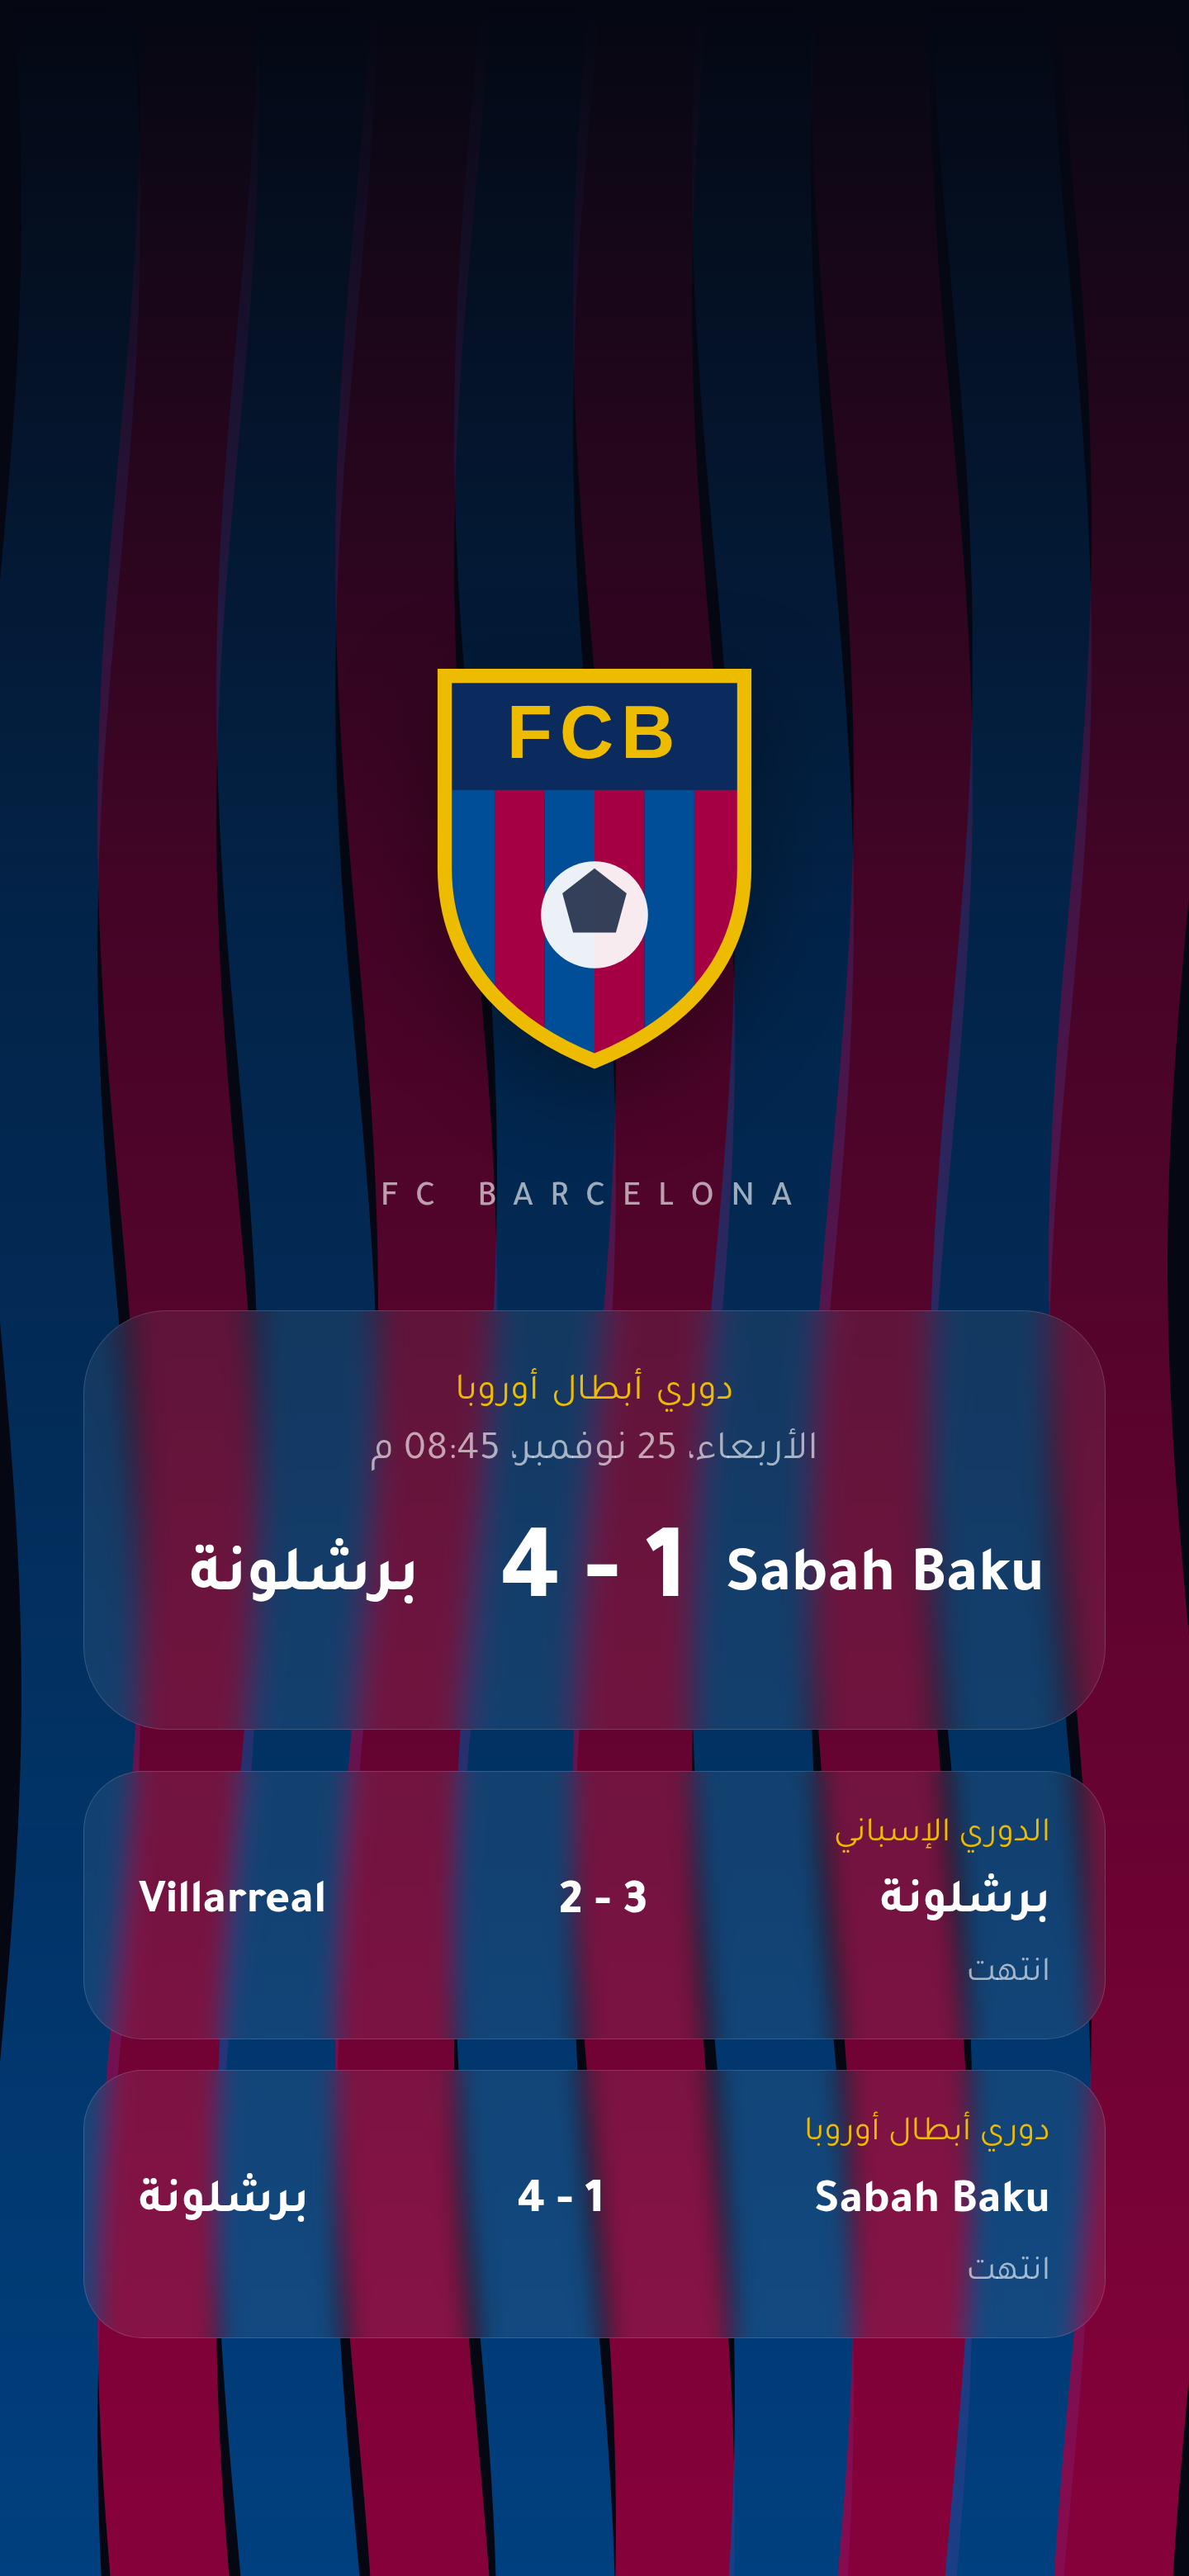 FCB
FC BARCELONA
دوري أبطال أوروبا
الأربعاء، 25 نوفمبر، 08:45 م
Sabah Baku 4 - 1 برشلونة
الدوري الإسباني
برشلونة 2 - 3 Villarreal
انتهت
دوري أبطال أوروبا
Sabah Baku 4 - 1 برشلونة
انتهت